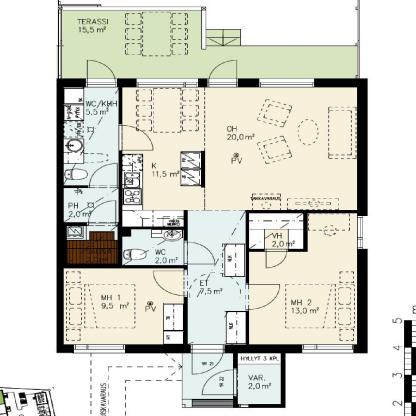 TERASSI
15,5 m²
WC/KHH
5,5 m²
OH
20,0 m²
PV
K
11,5 m²
PH
2,0 m²
WC
2,0 m²
VH
2,0 m²
ET
7,5 m²
MH 1
9,5 m²
PV
MH 2
13,0 m²
HYLLYT 3 KPL
VAR.
2,0 m²
5
4
3
2